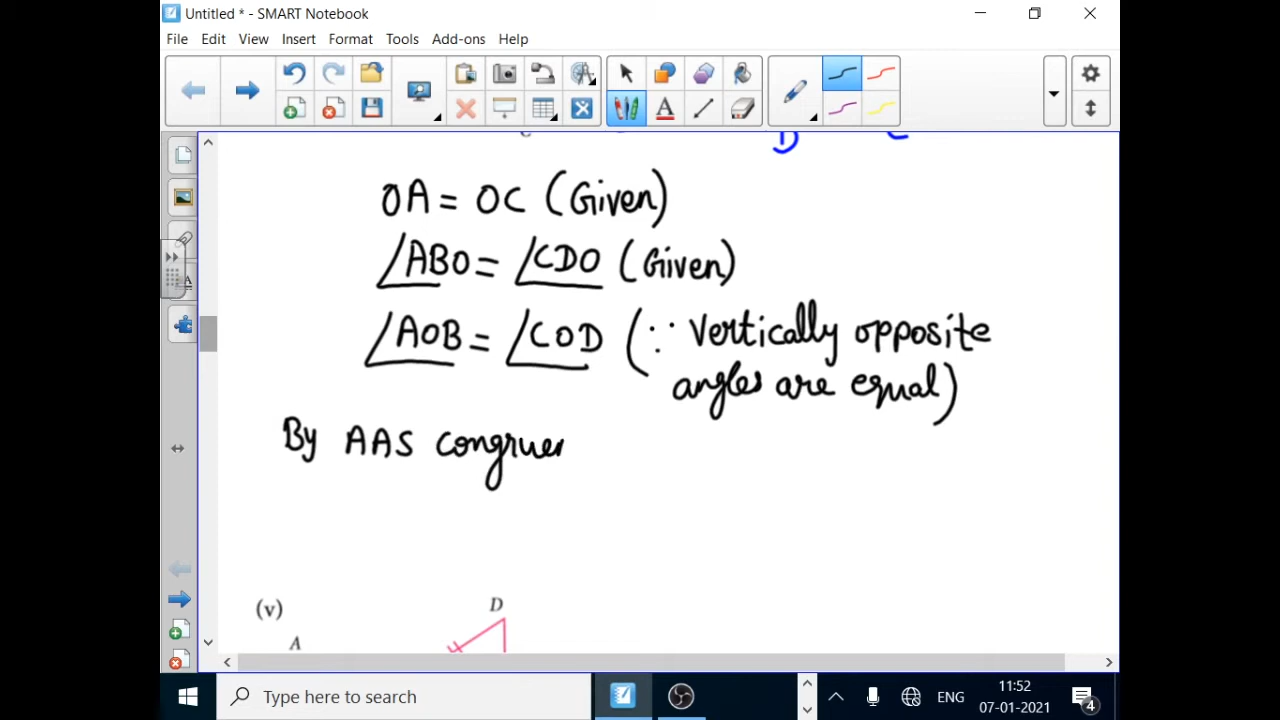 Untitled * - SMART Notebook
File Edit View Insert Format Tools Add-ons Help
D
OA = OC (Given)
∠ABO = ∠CDO (Given)
∠AOB = ∠COD (∵ Vertically opposite
angles are equal)
By AAS congruen
(v)
D
A
Type here to search
ENG
11:52
07-01-2021
4